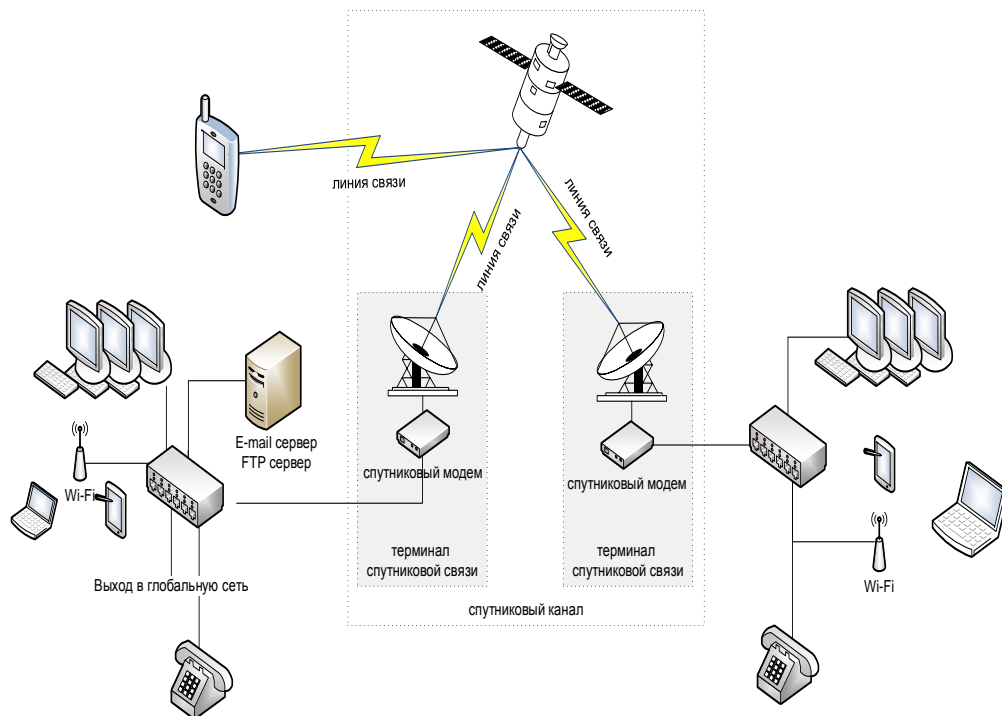 линия связи
линия связи
линия связи
E-mail сервер
FTP сервер
Wi-Fi
спутниковый модем
спутниковый модем
терминал
спутниковой связи
терминал
спутниковой связи
Выход в глобальную сеть
Wi-Fi
спутниковый канал